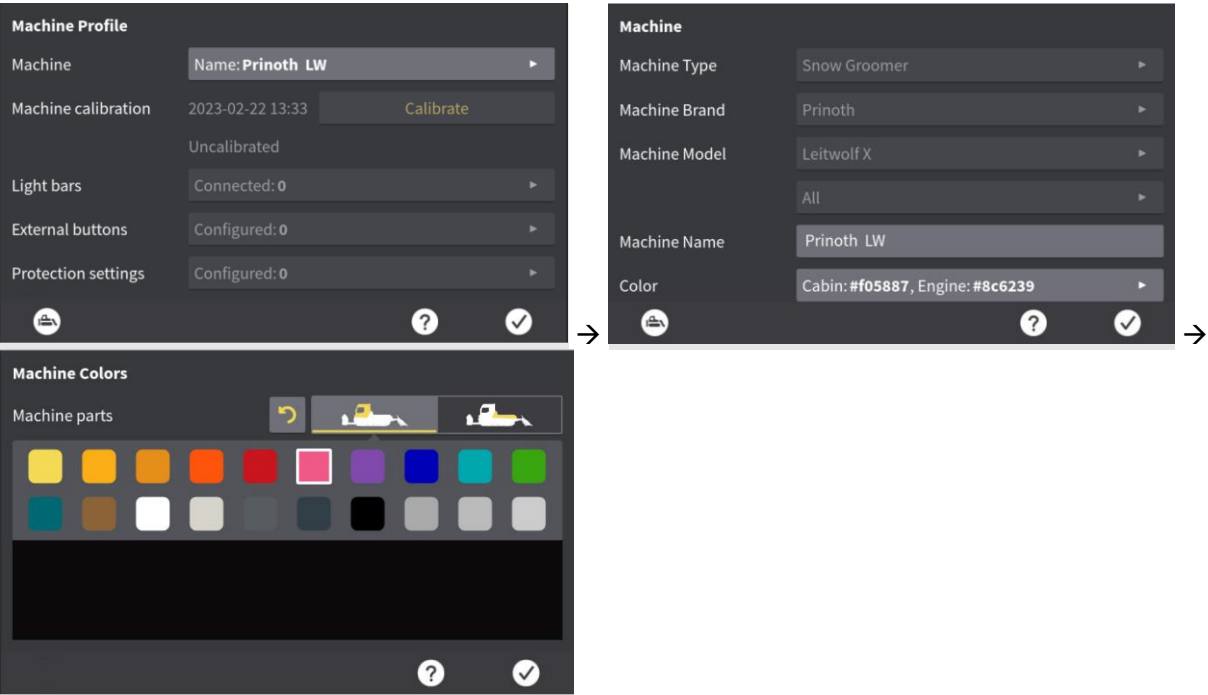 Machine Profile
Machine Name: Prinoth LW
Machine calibration 2023-02-22 13:33 Calibrate
Uncalibrated
Light bars Connected: 0
External buttons Configured: 0
Protection settings Configured: 0
?
→
Machine
Machine Type Snow Groomer
Machine Brand Prinoth
Machine Model Leitwolf X
All
Machine Name Prinoth LW
Color Cabin: #f05887, Engine: #8c6239
?
→
Machine Colors
Machine parts
?